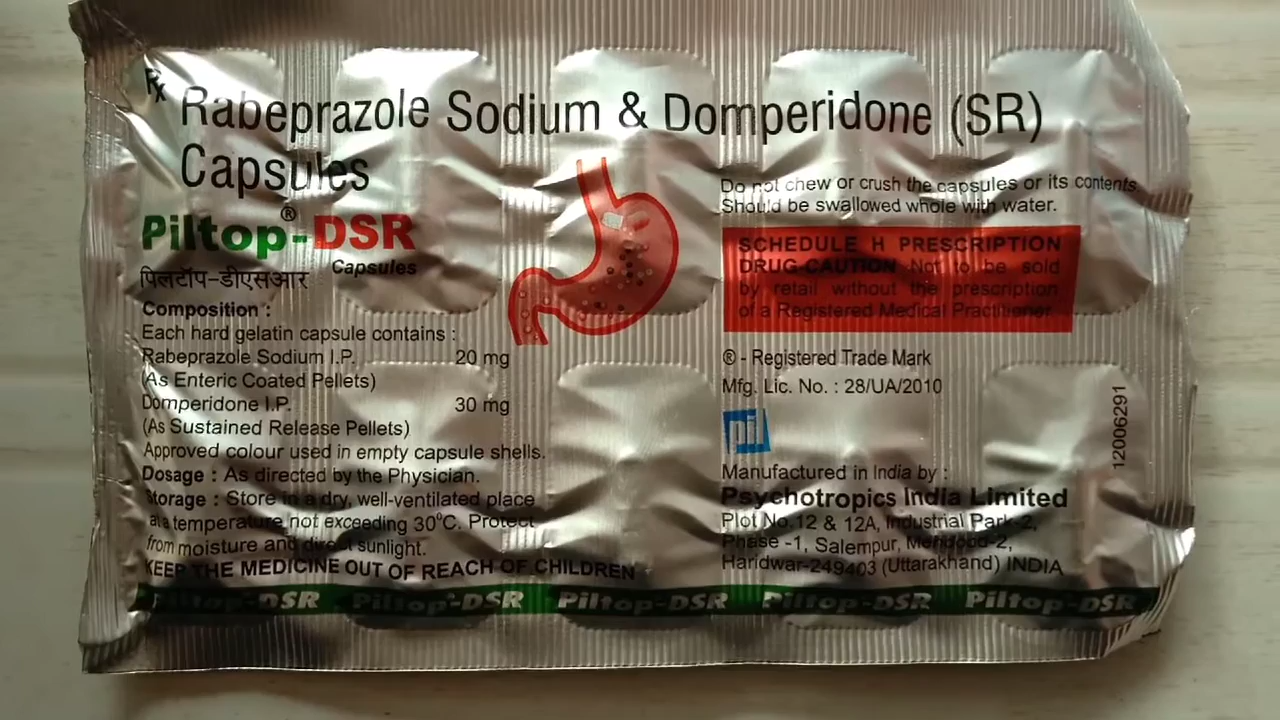 Rx Rabeprazole Sodium & Domperidone (SR)
Capsules
Piltop®-DSR
Capsules
पिलटॉप-डीएसआर
Composition :
Each hard gelatin capsule contains :
Rabeprazole Sodium I.P. 20 mg
(As Enteric Coated Pellets)
Domperidone I.P. 30 mg
(As Sustained Release Pellets)
Approved colour used in empty capsule shells.
Dosage : As directed by the Physician.
Storage : Store in a dry, well-ventilated place
at a temperature not exceeding 30°C. Protect
from moisture and direct sunlight.
KEEP THE MEDICINE OUT OF REACH OF CHILDREN
Do not chew or crush the capsules or its contents.
Should be swallowed whole with water.
SCHEDULE H PRESCRIPTION
DRUG-CAUTION Not to be sold
by retail without the prescription
of a Registered Medical Practitioner.
® - Registered Trade Mark
Mfg. Lic. No. : 28/UA/2010
pil
Manufactured in India by :
Psychotropics India Limited
Plot No.12 & 12A, Industrial Park-2,
Phase -1, Salempur, Mehdood-2,
Haridwar-249403 (Uttarakhand) INDIA
12006291
Piltop-DSR Piltop-DSR Piltop-DSR Piltop-DSR Piltop-DSR